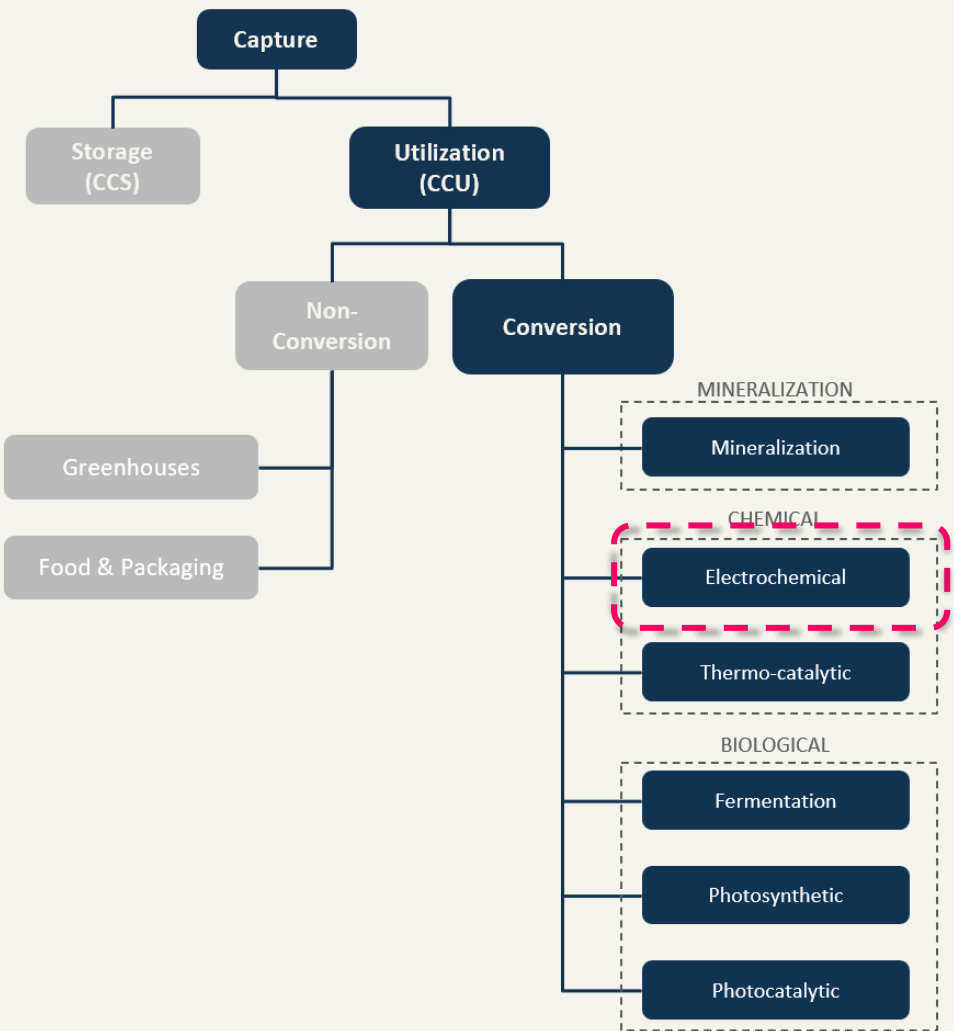 Capture
Storage
(CCS)
Utilization
(CCU)
Non-
Conversion
Conversion
Greenhouses
Food & Packaging
MINERALIZATION
Mineralization
CHEMICAL
Electrochemical
Thermo-catalytic
BIOLOGICAL
Fermentation
Photosynthetic
Photocatalytic